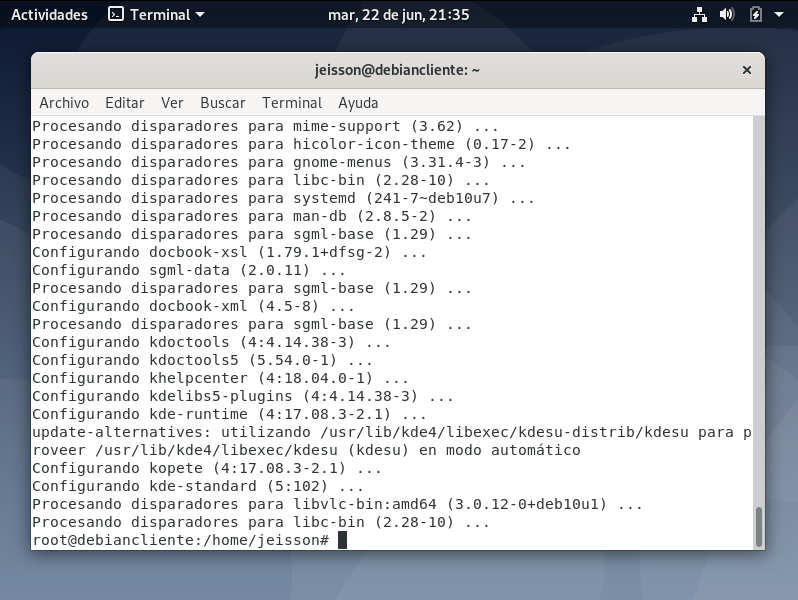 Actividades Terminal mar, 22 de jun, 21:35
jeisson@debiancliente: ~ ×
Archivo Editar Ver Buscar Terminal Ayuda
Procesando disparadores para mime-support (3.62) ...
Procesando disparadores para hicolor-icon-theme (0.17-2) ...
Procesando disparadores para gnome-menus (3.31.4-3) ...
Procesando disparadores para libc-bin (2.28-10) ...
Procesando disparadores para systemd (241-7~deb10u7) ...
Procesando disparadores para man-db (2.8.5-2) ...
Procesando disparadores para sgml-base (1.29) ...
Configurando docbook-xsl (1.79.1+dfsg-2) ...
Configurando sgml-data (2.0.11) ...
Procesando disparadores para sgml-base (1.29) ...
Configurando docbook-xml (4.5-8) ...
Procesando disparadores para sgml-base (1.29) ...
Configurando kdoctools (4:4.14.38-3) ...
Configurando kdoctools5 (5.54.0-1) ...
Configurando khelpcenter (4:18.04.0-1) ...
Configurando kdelibs5-plugins (4:4.14.38-3) ...
Configurando kde-runtime (4:17.08.3-2.1) ...
update-alternatives: utilizando /usr/lib/kde4/libexec/kdesu-distrib/kdesu para p
roveer /usr/lib/kde4/libexec/kdesu (kdesu) en modo automático
Configurando kopete (4:17.08.3-2.1) ...
Configurando kde-standard (5:102) ...
Procesando disparadores para libvlc-bin:amd64 (3.0.12-0+deb10u1) ...
Procesando disparadores para libc-bin (2.28-10) ...
root@debiancliente:/home/jeisson#